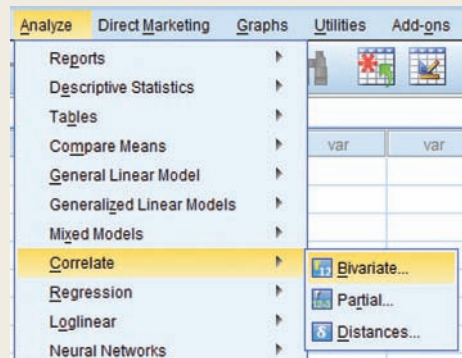 Analyze Direct Marketing Graphs Utilities Add-ons
Reports
Descriptive Statistics
Tables
Compare Means
var var
General Linear Model
Generalized Linear Models
Mixed Models
Correlate
Bivariate...
Regression
Partial...
Loglinear
Distances...
Neural Networks